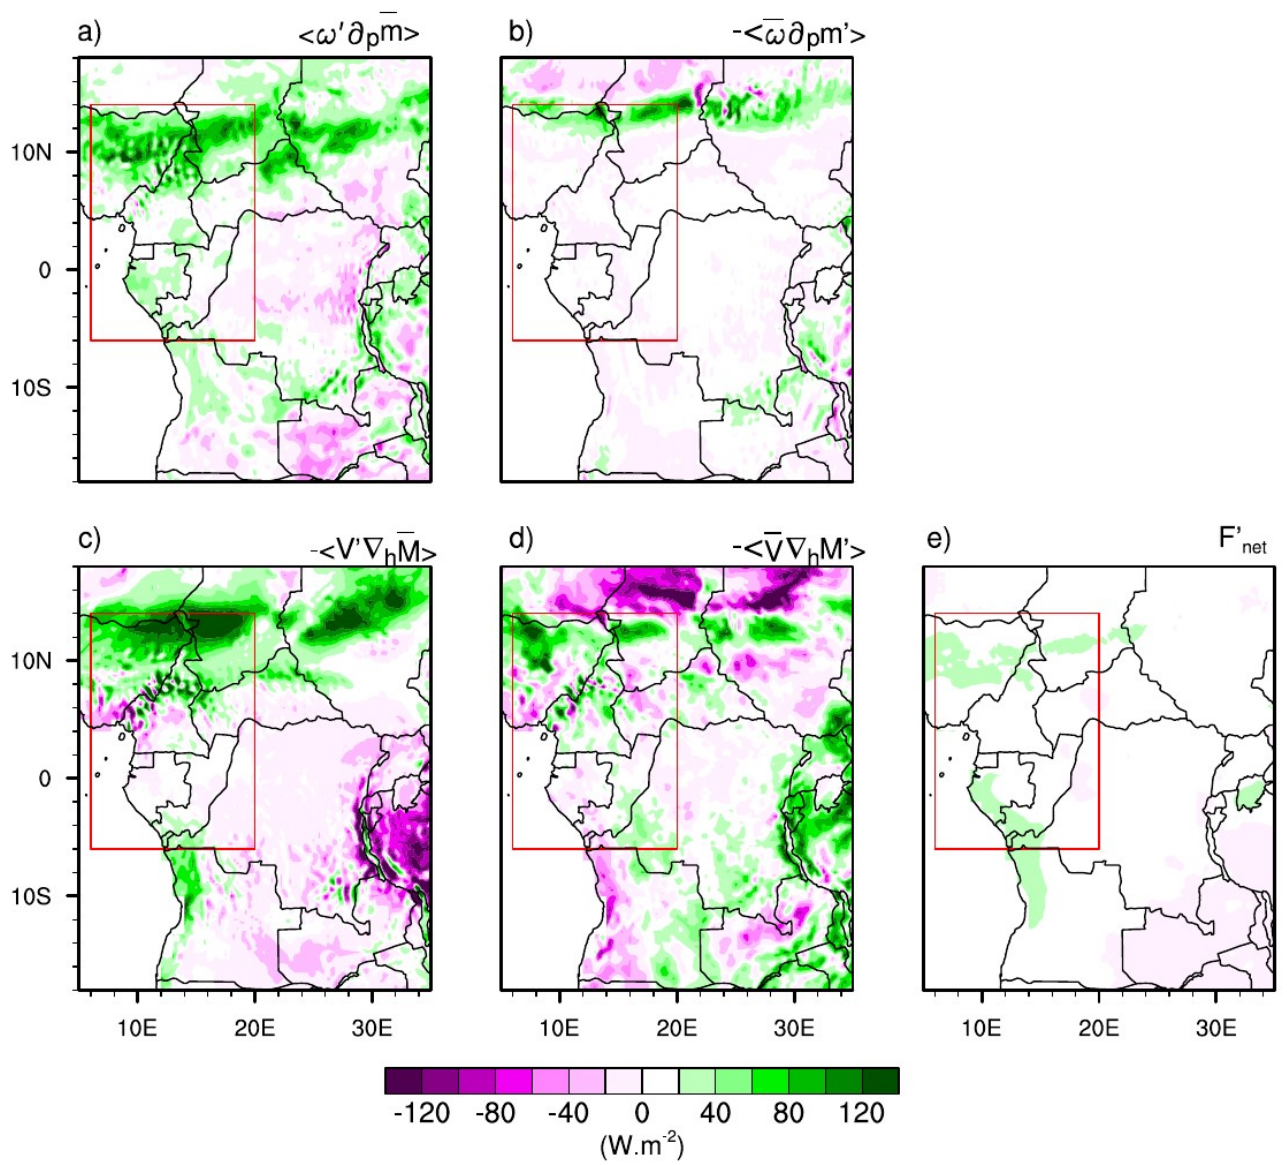 a) <ω′∂ₚm̅>
b) -<ω̅∂ₚm'>
10N
0
10S
c) -<V'∇ₕM̅>
d) -<V̅∇ₕM'>
e) F'ₙₑₜ
10N
0
10S
10E 20E 30E
10E 20E 30E
10E 20E 30E
-120 -80 -40 0 40 80 120
(W.m⁻²)